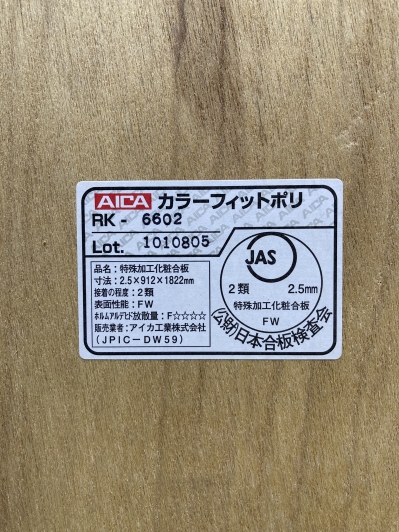 AICA カラーフィットポリ
RK - 6602
Lot. 1010805
品名：特殊加工化粧合板
寸法：2.5×912×1822mm
接着の程度：2類
表面性能：FW
ﾎﾙﾑｱﾙﾃﾞﾋﾄﾞ放散量：F☆☆☆☆
販売業者：アイカ工業株式会社
(JPIC-DW59)
JAS
2類 2.5mm
特殊加工化粧合板
FW
(公財)日本合板検査会